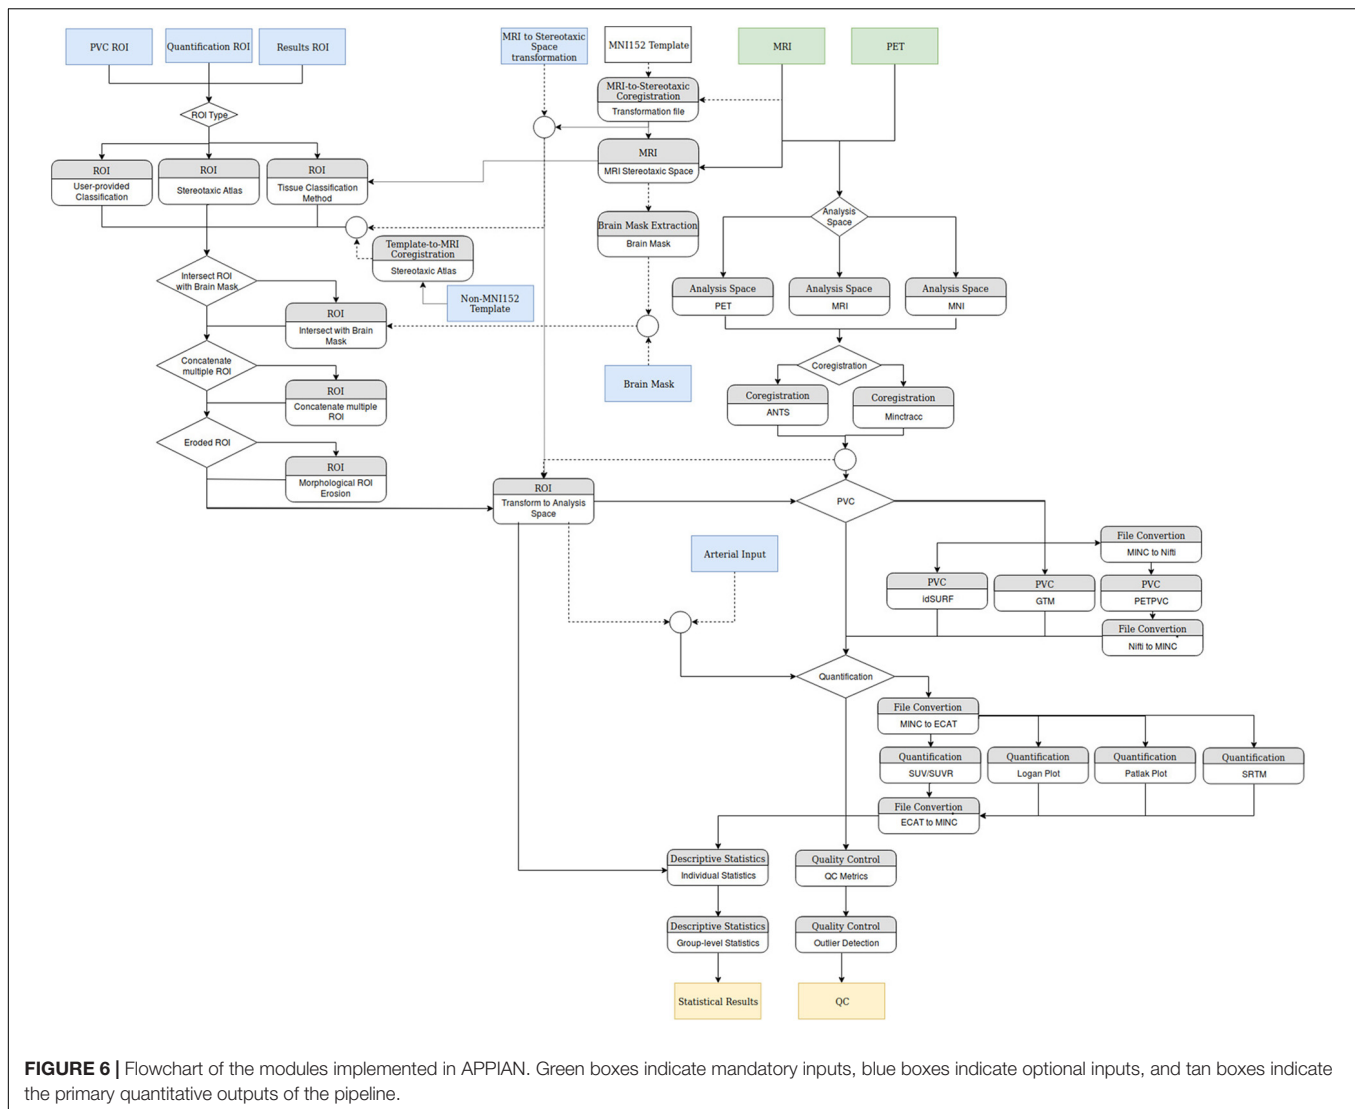 PVC ROI
Quantification ROI
Results ROI
MRI to Stereotaxic
Space
transformation
MNI152 Template
MRI
PET
MRI-to-Stereotaxic
Coregistration
Transformation file
ROI Type
MRI
MRI Stereotaxic Space
ROI
User-provided
Classification
ROI
Stereotaxic Atlas
ROI
Tissue Classification
Method
Analysis
Space
Brain Mask Extraction
Brain Mask
Template-to-MRI
Coregistration
Stereotaxic Atlas
Intersect ROI
with Brain Mask
Non-MNI152
Template
Analysis Space
PET
Analysis Space
MRI
Analysis Space
MNI
ROI
Intersect with Brain
Mask
Concatenate
multiple ROI
Coregistration
Brain Mask
ROI
Concatenate multiple
ROI
Coregistration
ANTS
Coregistration
Minctracc
Eroded ROI
ROI
Morphological ROI
Erosion
ROI
Transform to Analysis
Space
PVC
Arterial Input
File Convertion
MINC to Nifti
PVC
idSURF
PVC
GTM
PVC
PETPVC
File Convertion
Nifti to MINC
Quantification
File Convertion
MINC to ECAT
Quantification
SUV/SUVR
Quantification
Logan Plot
Quantification
Patlak Plot
Quantification
SRTM
File Convertion
ECAT to MINC
Descriptive Statistics
Individual Statistics
Quality Control
QC Metrics
Descriptive Statistics
Group-level Statistics
Quality Control
Outlier Detection
Statistical Results
QC
FIGURE 6 | Flowchart of the modules implemented in APPIAN. Green boxes indicate mandatory inputs, blue boxes indicate optional inputs, and tan boxes indicate
the primary quantitative outputs of the pipeline.